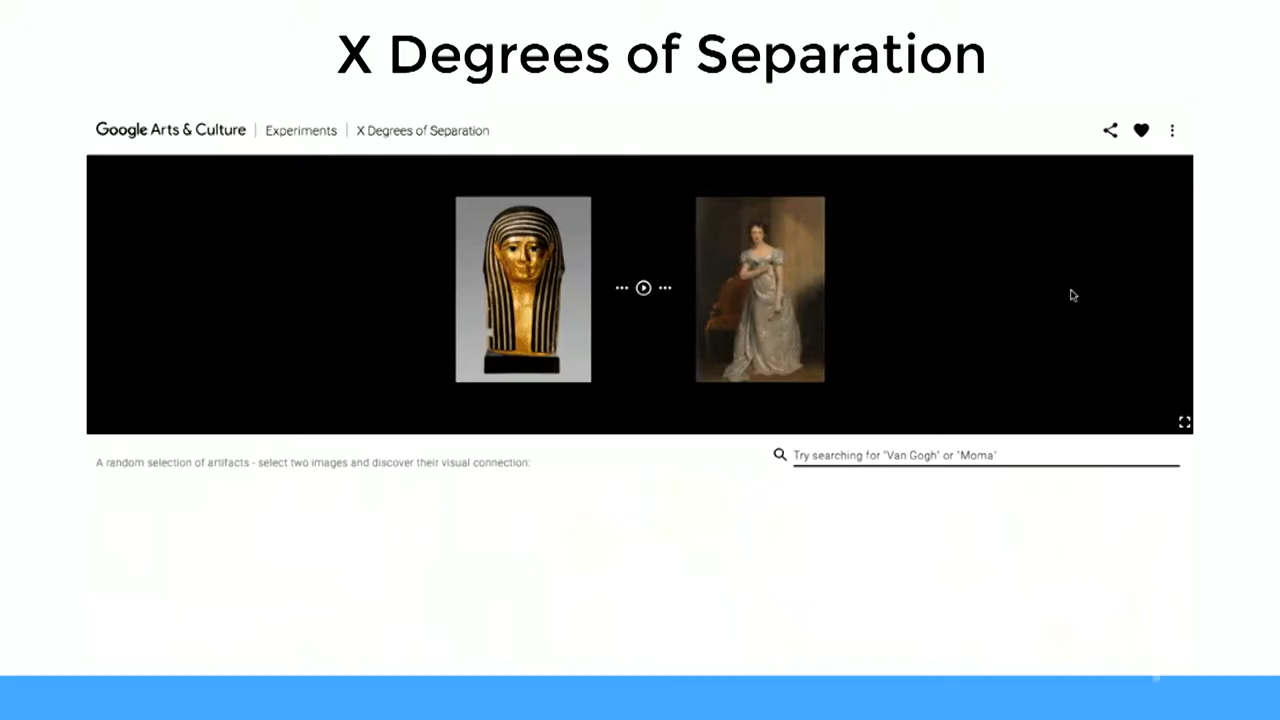 X Degrees of Separation
Google Arts & Culture | Experiments | X Degrees of Separation
A random selection of artifacts - select two images and discover their visual connection:
Try searching for "Van Gogh" or "Moma"